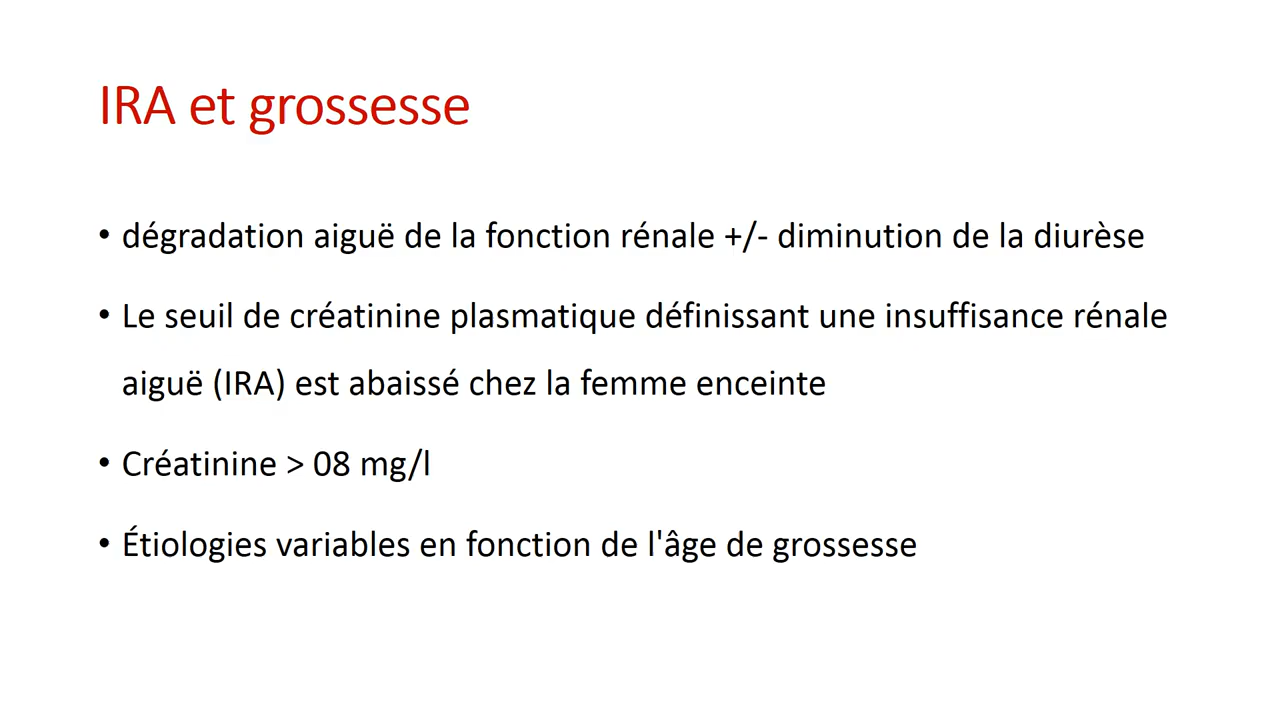 IRA et grossesse
• dégradation aiguë de la fonction rénale +/- diminution de la diurèse
• Le seuil de créatinine plasmatique définissant une insuffisance rénale
aiguë (IRA) est abaissé chez la femme enceinte
• Créatinine > 08 mg/l
• Étiologies variables en fonction de l'âge de grossesse